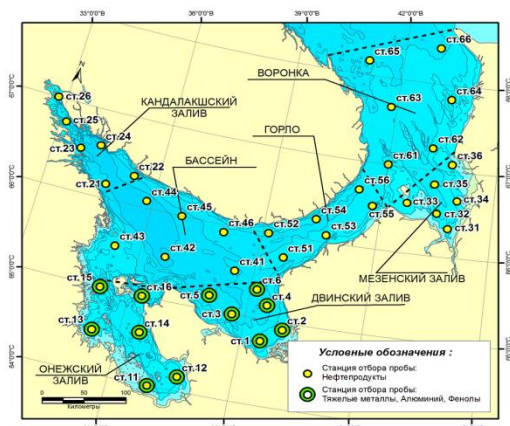 33°0'0"С
36°0'0"С
39°0'0"С
42°0'0"С
ст.66
ст.65
ВОРОНКА
ст.26
ст.63
ст.64
КАНДАЛАКШСКИЙ
ЗАЛИВ
ст.25
ст.24
ст.23
ГОРЛО
ст.62
ст.61
ст.36
БАССЕЙН
ст.22
ст.21
ст.44
ст.56
ст.35
ст.45
ст.54
ст.55
ст.33
ст.34
ст.32
ст.46
ст.52
ст.53
ст.31
ст.43
ст.42
ст.51
МЕЗЕНСКИЙ ЗАЛИВ
ст.41
ст.15
ст.16
ст.5
ст.6
ст.4
ДВИНСКИЙ ЗАЛИВ
ст.3
ст.13
ст.14
ст.2
ст.1
ОНЕЖСКИЙ
ЗАЛИВ
ст.12
ст.11
Условные обозначения :
Станция отбора пробы:
Нефтепродукты
Станция отбора пробы:
Тяжелые металлы, Алюминий, Фенолы
0 50 100
Километры